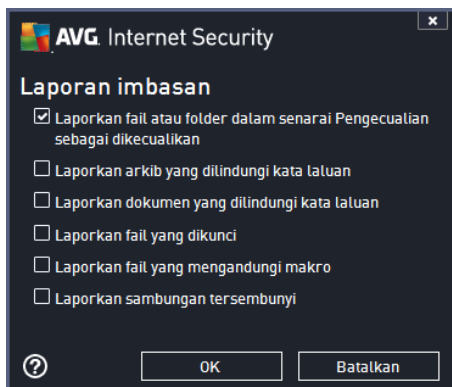 AVG. Internet Security
Laporan imbasan
Laporkan fail atau folder dalam senarai Pengecualian
sebagai dikecualikan
Laporkan arkib yang dilindungi kata laluan
Laporkan dokumen yang dilindungi kata laluan
Laporkan fail yang dikunci
Laporkan fail yang mengandungi makro
Laporkan sambungan tersembunyi
OK
Batalkan